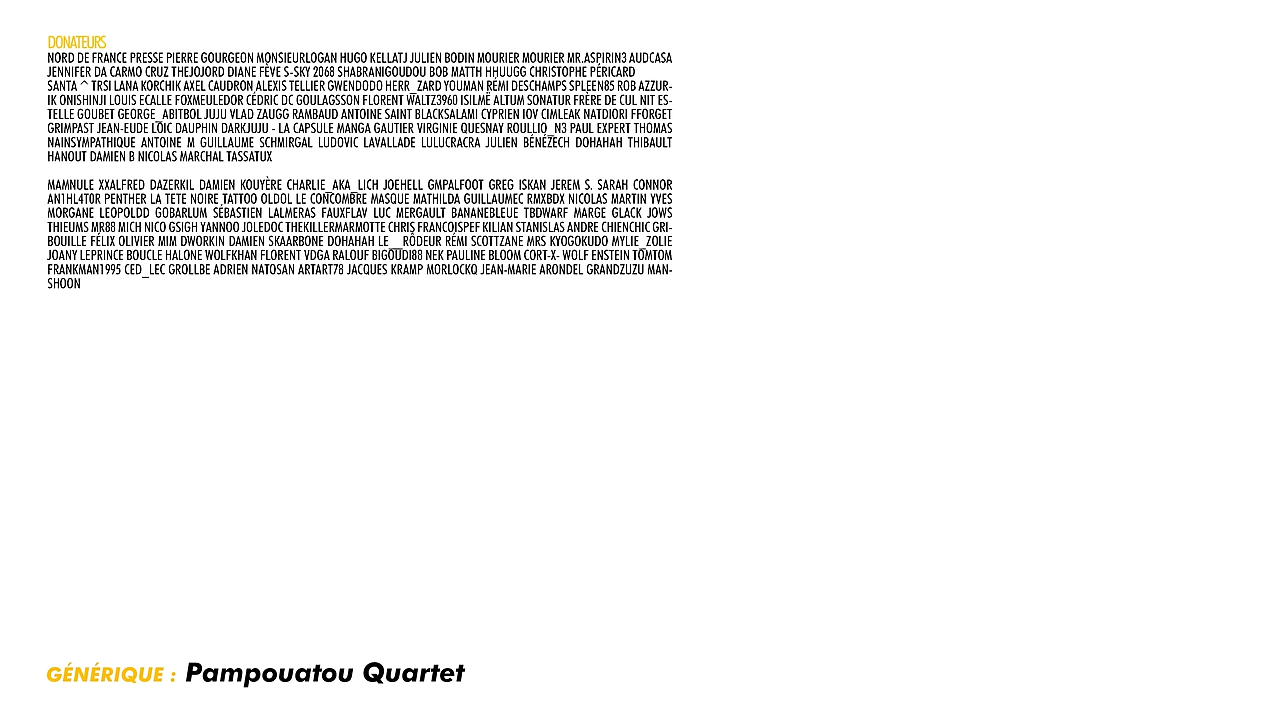 DONATEURS
NORD DE FRANCE PRESSE PIERRE GOURGEON MONSIEURLOGAN HUGO KELLATJ JULIEN BODIN MOURIER MOURIER MR.ASPIRIN3 AUDCASA
JENNIFER DA CARMO CRUZ THEJOJORD DIANE FÈVE S-SKY 2068 SHABRANIGOUDOU BOB MATTH HHUUGG CHRISTOPHE PÉRICARD
SANTA ^ TRSI LANA KORCHIK AXEL CAUDRON ALEXIS TELLIER GWENDODO HERR_ZARD YOUMAN RÉMI DESCHAMPS SPLEEN85 ROB AZZUR-
IK ONISHINJI LOUIS ECALLE FOXMEULEDOR CÉDRIC DC GOULAGSSON FLORENT WALTZ3960 ISILMË ALTUM SONATUR FRÈRE DE CUL NIT ES-
TELLE GOUBET GEORGE_ABITBOL JUJU VLAD ZAUGG RAMBAUD ANTOINE SAINT BLACKSALAMI CYPRIEN IOV CIMLEAK NATDIORI FFORGET
GRIMPAST JEAN-EUDE LOÏC DAUPHIN DARKJUJU - LA CAPSULE MANGA GAUTIER VIRGINIE QUESNAY ROULLIO_N3 PAUL EXPERT THOMAS
NAINSYMPATHIQUE ANTOINE M GUILLAUME SCHMIRGAL LUDOVIC LAVALLADE LULUCRACRA JULIEN BÉNÉZECH DOHAHAH THIBAULT
HANOUT DAMIEN B NICOLAS MARCHAL TASSATUX
MAMNULE XXALFRED DAZERKIL DAMIEN KOUYÈRE CHARLIE_AKA_LICH JOEHELL GMPALFOOT GREG ISKAN JEREM S. SARAH CONNOR
AN1HL4T0R PENTHER LA TETE NOIRE TATTOO OLDOL LE CONCOMBRE MASQUE MATHILDA GUILLAUMEC RMXBDX NICOLAS MARTIN YVES
MORGANE LEOPOLDD GOBARLUM SÉBASTIEN LALMERAS FAUXFLAV LUC MERGAULT BANANEBLEUE TBDWARF MARGE GLACK JOWS
THIEUMS MR88 MICH NICO GSIGH YANNOO JOLEDOC THEKILLERMARMOTTE CHRIS FRANCOISPEF KILIAN STANISLAS ANDRE CHIENCHIC GRI-
BOUILLE FÉLIX OLIVIER MIM DWORKIN DAMIEN SKAARBONE DOHAHAH LE__RÔDEUR RÉMI SCOTTZANE MRS KYOGOKUDO MYLIE_ZOLIE
JOANY LEPRINCE BOUCLE HALONE WOLFKHAN FLORENT VDGA RALOUF BIGOUDI88 NEK PAULINE BLOOM CORT-X- WOLF ENSTEIN TOMTOM
FRANKMAN1995 CED_LEC GROLLBE ADRIEN NATOSAN ARTART78 JACQUES KRAMP MORLOCKQ JEAN-MARIE ARONDEL GRANDZUZU MAN-
SHOON
GÉNÉRIQUE : Pampouatou Quartet